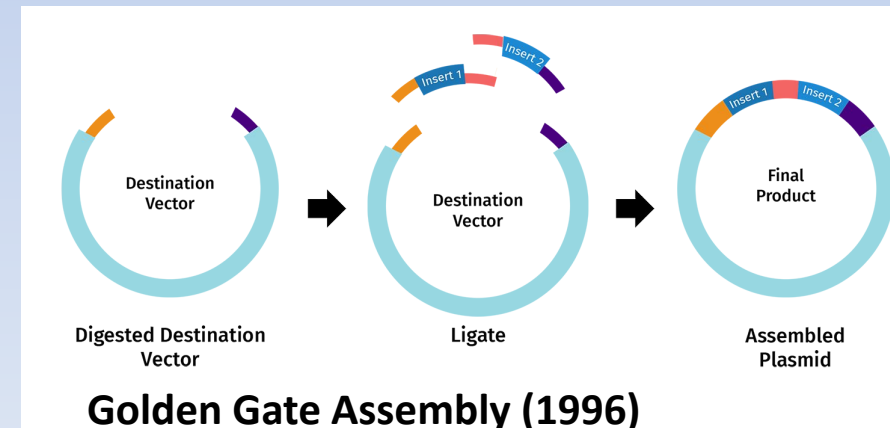 Insert 1
Insert 2
Destination
Vector
Destination
Vector
Insert 1
Insert 2
Final
Product
Digested Destination
Vector
Ligate
Assembled
Plasmid
Golden Gate Assembly (1996)